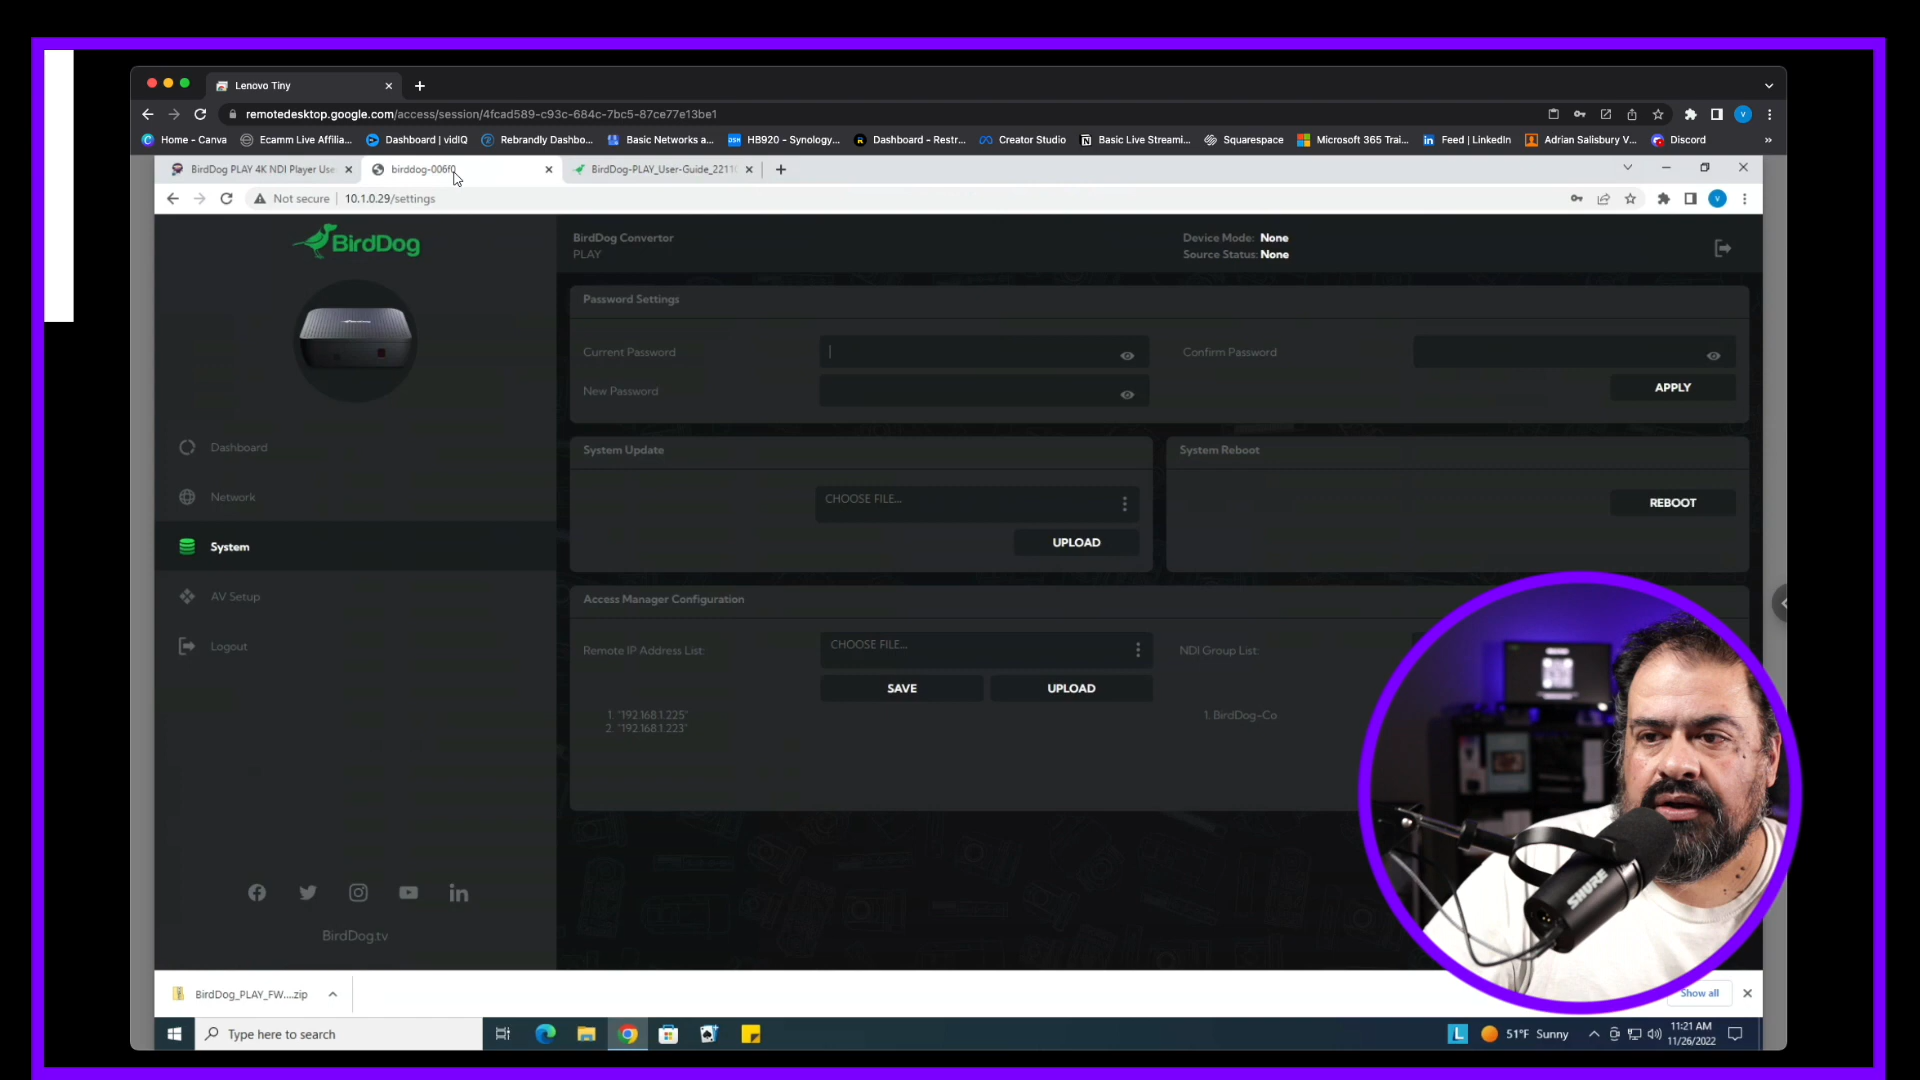 Lenovo Tiny
remotedesktop.google.com/access/session/4fcad589-c93c-684c-7bc5-87ce77e13be1
Home - Canva
Ecamm Live Affilia...
Dashboard | vidIQ
Rebrandly Dashbo...
Basic Networks a...
HB920 - Synology...
Dashboard - Restr...
Creator Studio
Basic Live Streami...
Squarespace
Microsoft 365 Trai...
Feed | LinkedIn
Adrian Salisbury V...
Discord
BirdDog PLAY 4K NDI Player Use
birddog-006f0
BirdDog-PLAY_User-Guide_2211
Not secure
10.1.0.29/settings
BirdDog
BirdDog Convertor
PLAY
Device Mode: None
Source Status: None
Password Settings
Current Password
Confirm Password
New Password
APPLY
Dashboard
Network
System
AV Setup
Logout
System Update
CHOOSE FILE...
UPLOAD
System Reboot
REBOOT
Access Manager Configuration
Remote IP Address List:
CHOOSE FILE...
SAVE
UPLOAD
1. "192.168.1.225"
2. "192.168.1.223"
NDI Group List:
1. BirdDog-Co
SHURE
BirdDog.tv
BirdDog_PLAY_FW....zip
Show all
Type here to search
51°F Sunny
11:21 AM
11/26/2022